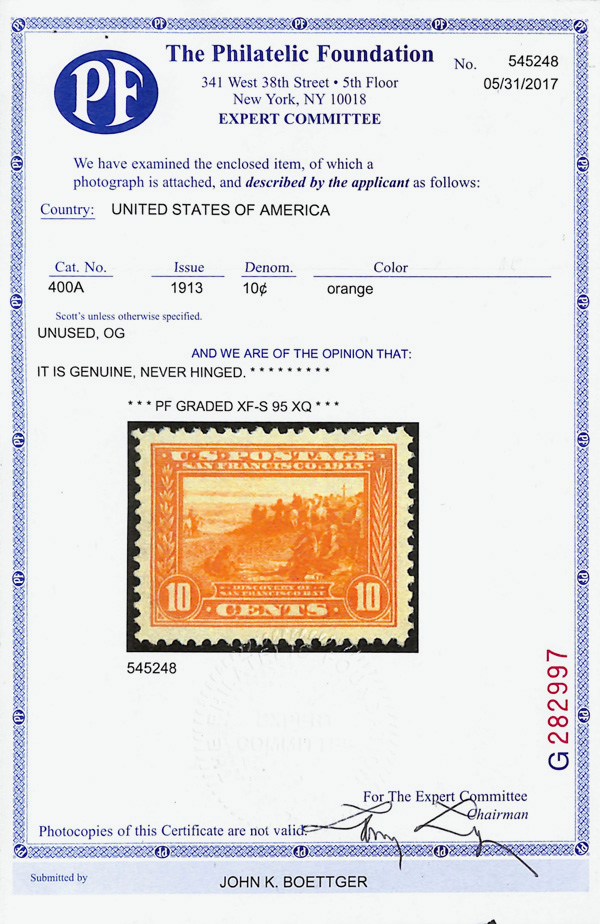 PF
The Philatelic Foundation
No. 545248
341 West 38th Street • 5th Floor
05/31/2017
New York, NY 10018
EXPERT COMMITTEE
We have examined the enclosed item, of which a
photograph is attached, and described by the applicant as follows:
Country: UNITED STATES OF AMERICA
Cat. No. Issue Denom. Color
400A 1913 10¢ orange
Scott's unless otherwise specified.
UNUSED, OG
AND WE ARE OF THE OPINION THAT:
IT IS GENUINE, NEVER HINGED. * * * * * * * * *
* * * PF GRADED XF-S 95 XQ * * *
U.S. POSTAGE
SAN FRANCISCO, 1915
DISCOVERY OF
SAN FRANCISCO BAY
10 CENTS 10
545248
G 282997
For The Expert Committee
Chairman
Photocopies of this Certificate are not valid.
Submitted by
JOHN K. BOETTGER